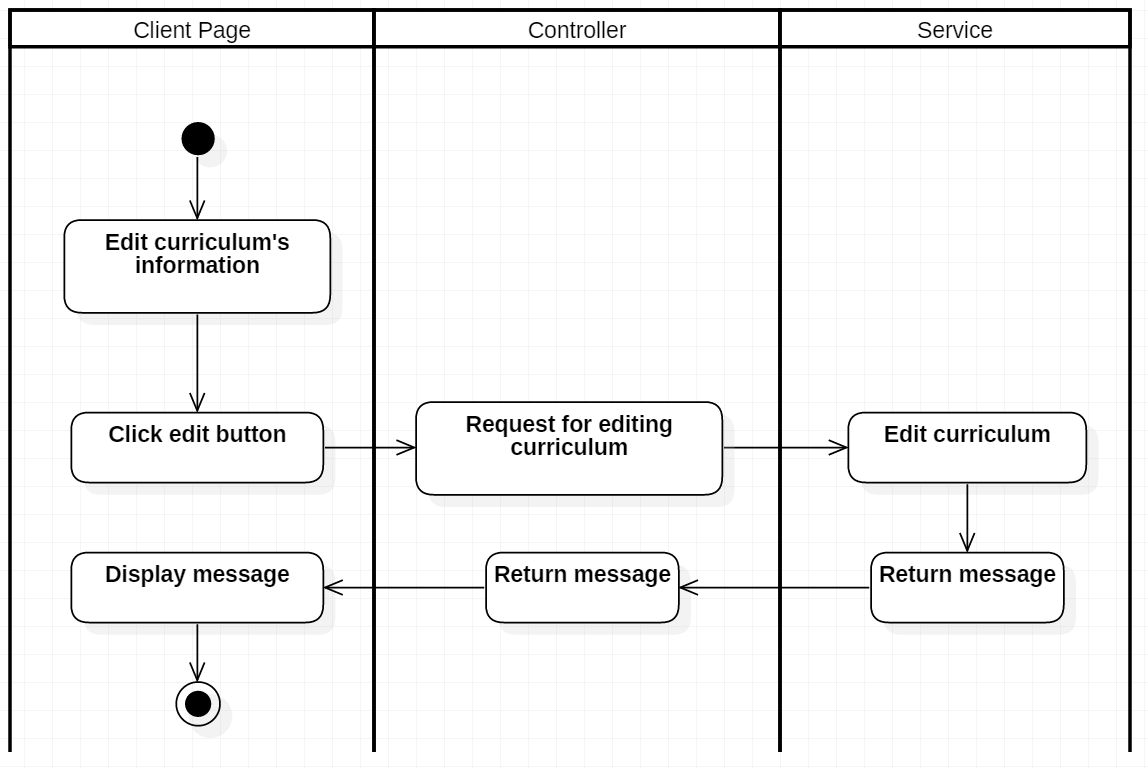 Client Page
Controller
Service
Edit curriculum's
information
Click edit button
Request for editing
curriculum
Edit curriculum
Display message
Return message
Return message